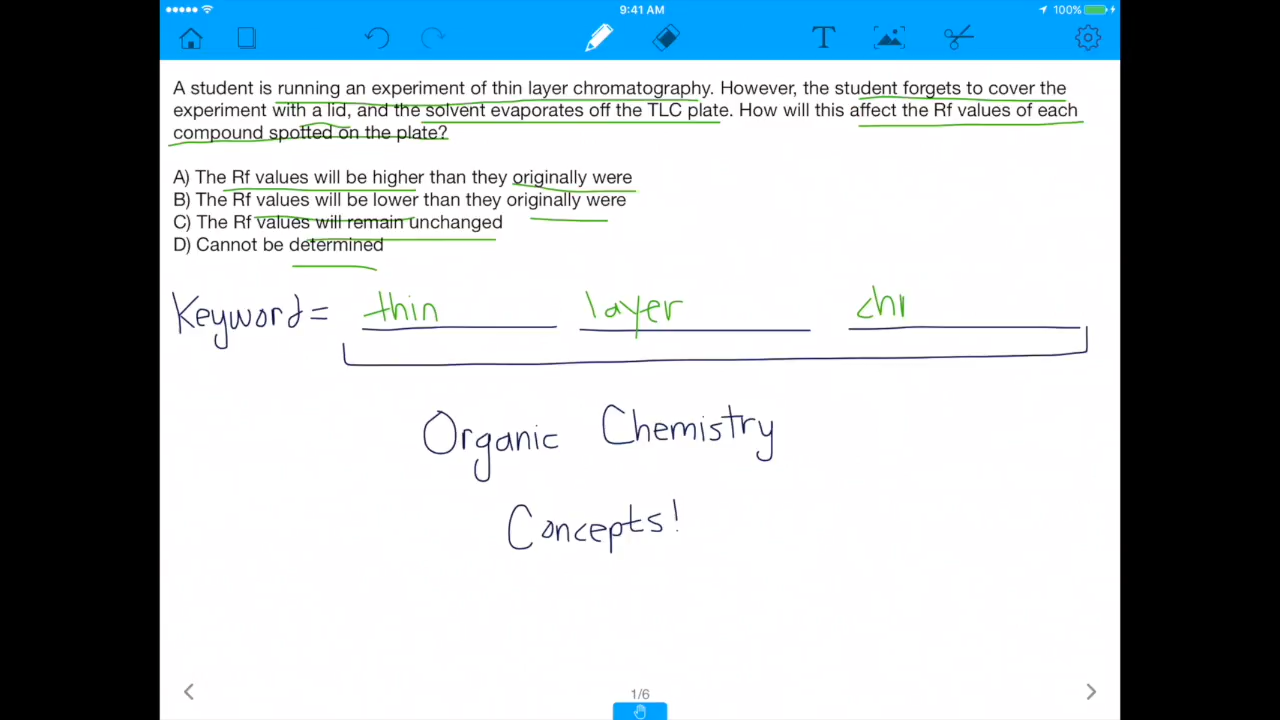 9:41 AM
100%
T
A student is running an experiment of thin layer chromatography. However, the student forgets to cover the
experiment with a lid, and the solvent evaporates off the TLC plate. How will this affect the Rf values of each
compound spotted on the plate?
A) The Rf values will be higher than they originally were
B) The Rf values will be lower than they originally were
C) The Rf values will remain unchanged
D) Cannot be determined
Keyword= thin layer chr
Organic Chemistry
Concepts!
1/6